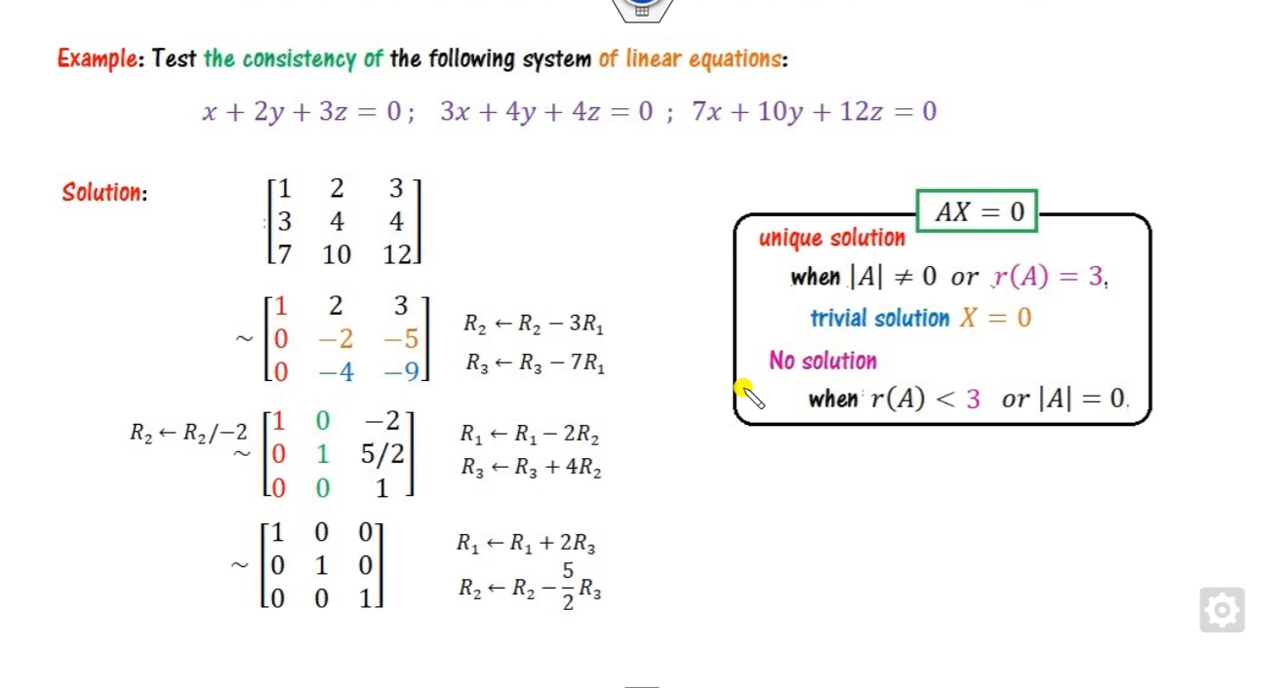 Example: Test the consistency of the following system of linear equations:
x + 2y + 3z = 0 ; 3x + 4y + 4z = 0 ; 7x + 10y + 12z = 0
Solution:
[1 2 3
3 4 4
7 10 12]
~ [1 2 3
0 −2 −5
0 −4 −9]
R₂ ← R₂ − 3R₁
R₃ ← R₃ − 7R₁
R₂ ← R₂/−2
~ [1 0 −2
0 1 5/2
0 0 1]
R₁ ← R₁ − 2R₂
R₃ ← R₃ + 4R₂
~ [1 0 0
0 1 0
0 0 1]
R₁ ← R₁ + 2R₃
R₂ ← R₂ − 5/2 R₃
AX = 0
unique solution
when |A| ≠ 0 or r(A) = 3,
trivial solution X = 0
No solution
when r(A) < 3 or |A| = 0.